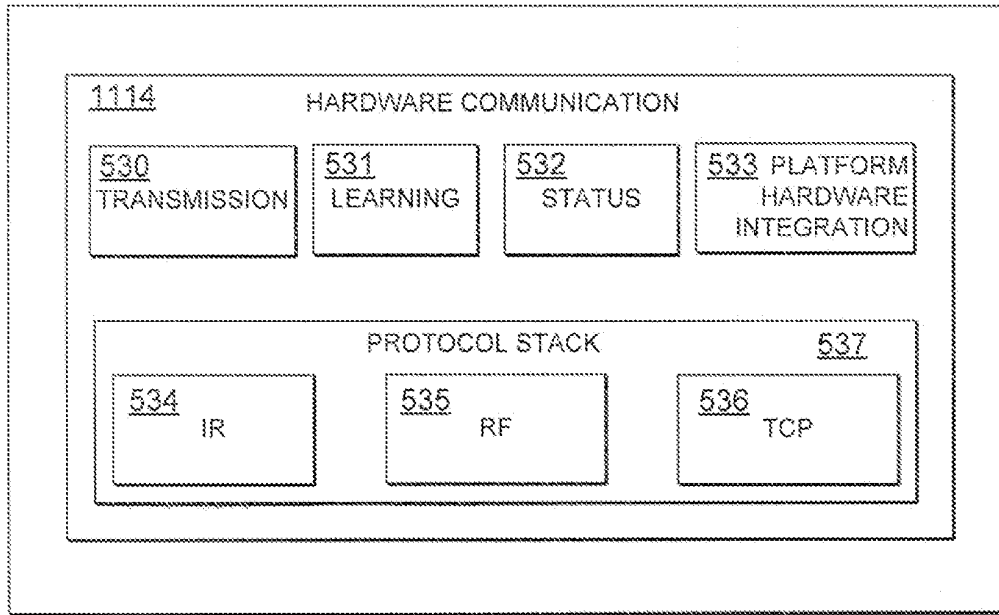 1114 HARDWARE COMMUNICATION
530 TRANSMISSION
531 LEARNING
532 STATUS
533 PLATFORM
HARDWARE
INTEGRATION
PROTOCOL STACK 537
534 IR
535 RF
536 TCP